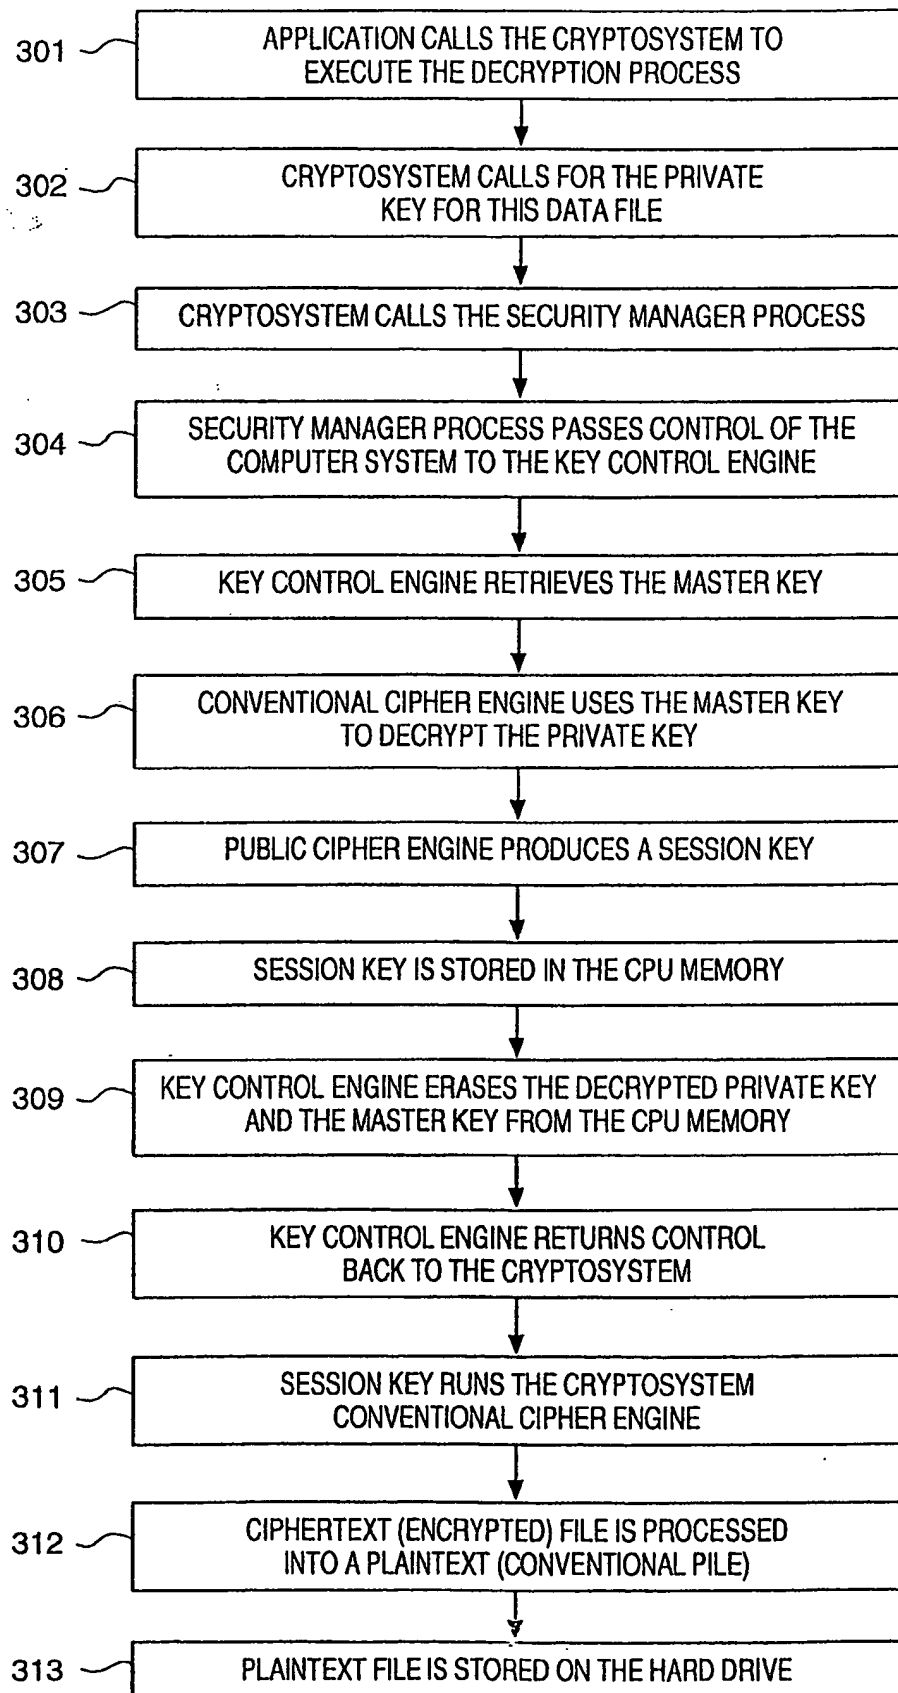 301 APPLICATION CALLS THE CRYPTOSYSTEM TO
EXECUTE THE DECRYPTION PROCESS
302 CRYPTOSYSTEM CALLS FOR THE PRIVATE
KEY FOR THIS DATA FILE
303 CRYPTOSYSTEM CALLS THE SECURITY MANAGER PROCESS
304 SECURITY MANAGER PROCESS PASSES CONTROL OF THE
COMPUTER SYSTEM TO THE KEY CONTROL ENGINE
305 KEY CONTROL ENGINE RETRIEVES THE MASTER KEY
306 CONVENTIONAL CIPHER ENGINE USES THE MASTER KEY
TO DECRYPT THE PRIVATE KEY
307 PUBLIC CIPHER ENGINE PRODUCES A SESSION KEY
308 SESSION KEY IS STORED IN THE CPU MEMORY
309 KEY CONTROL ENGINE ERASES THE DECRYPTED PRIVATE KEY
AND THE MASTER KEY FROM THE CPU MEMORY
310 KEY CONTROL ENGINE RETURNS CONTROL
BACK TO THE CRYPTOSYSTEM
311 SESSION KEY RUNS THE CRYPTOSYSTEM
CONVENTIONAL CIPHER ENGINE
312 CIPHERTEXT (ENCRYPTED) FILE IS PROCESSED
INTO A PLAINTEXT (CONVENTIONAL PILE)
313 PLAINTEXT FILE IS STORED ON THE HARD DRIVE